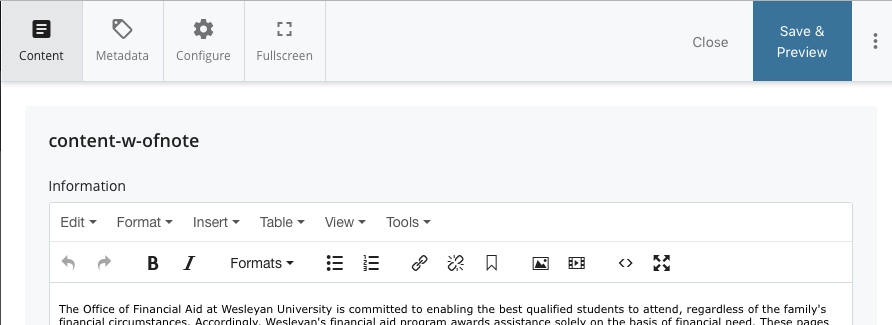 Content
Metadata
Configure
Fullscreen
Close
Save &
Preview
content-w-ofnote
Information
Edit Format Insert Table View Tools
B I Formats
The Office of Financial Aid at Wesleyan University is committed to enabling the best qualified students to attend, regardless of the family's
financial circumstances. Accordingly, Wesleyan's financial aid program awards assistance solely on the basis of financial need. These pages